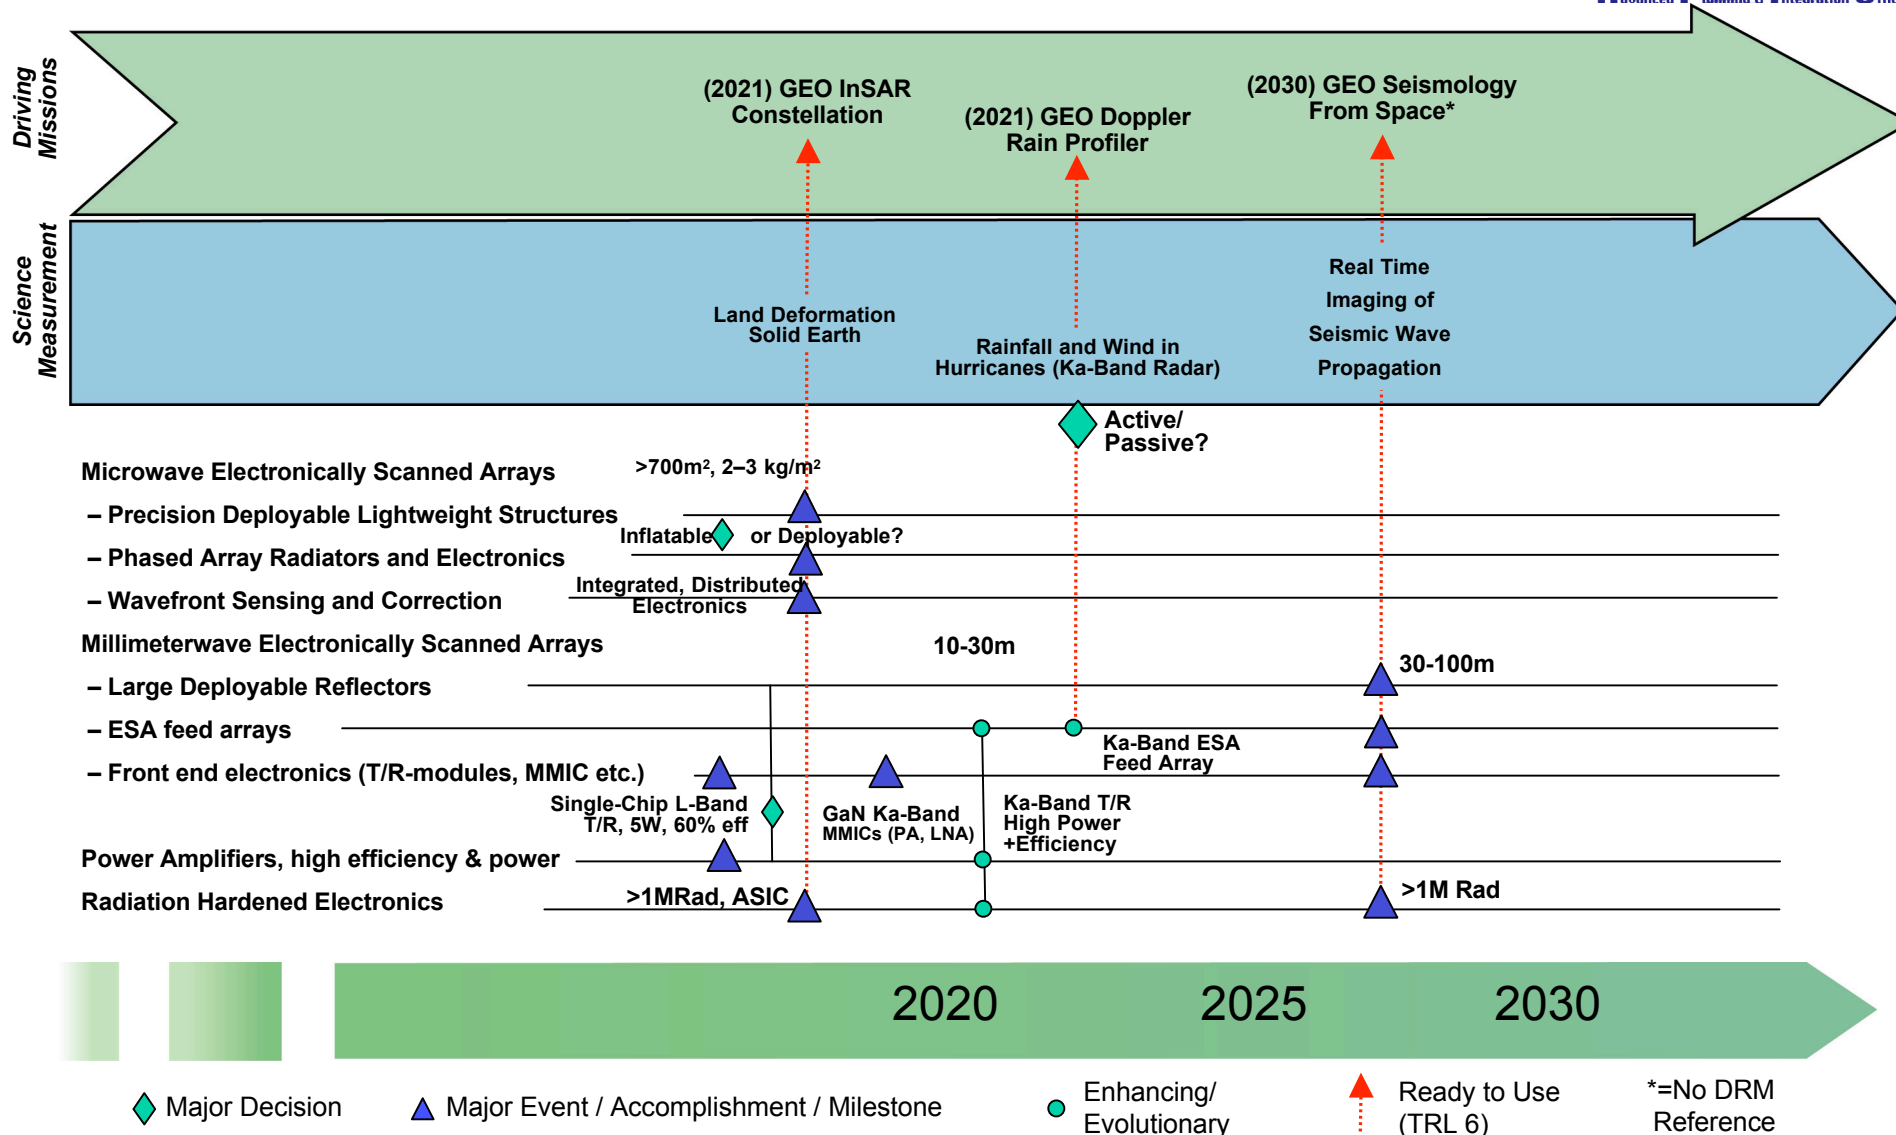 Driving
Missions
(2021) GEO InSAR
Constellation
(2021) GEO Doppler
Rain Profiler
(2030) GEO Seismology
From Space*
Science
Measurement
Land Deformation
Solid Earth
Rainfall and Wind in
Hurricanes (Ka-Band Radar)
Real Time
Imaging of
Seismic Wave
Propagation
Active/
Passive?
Microwave Electronically Scanned Arrays
>700m², 2–3 kg/m²
– Precision Deployable Lightweight Structures
Inflatable or Deployable?
– Phased Array Radiators and Electronics
Integrated, Distributed
Electronics
– Wavefront Sensing and Correction
Millimeterwave Electronically Scanned Arrays
10-30m
30-100m
– Large Deployable Reflectors
– ESA feed arrays
Ka-Band ESA
Feed Array
– Front end electronics (T/R-modules, MMIC etc.)
Single-Chip L-Band
T/R, 5W, 60% eff
GaN Ka-Band
MMICs (PA, LNA)
Ka-Band T/R
High Power
+Efficiency
Power Amplifiers, high efficiency & power
Radiation Hardened Electronics
>1MRad, ASIC
>1M Rad
2020 2025 2030
Major Decision
Major Event / Accomplishment / Milestone
Enhancing/
Evolutionary
Ready to Use
(TRL 6)
*=No DRM
Reference